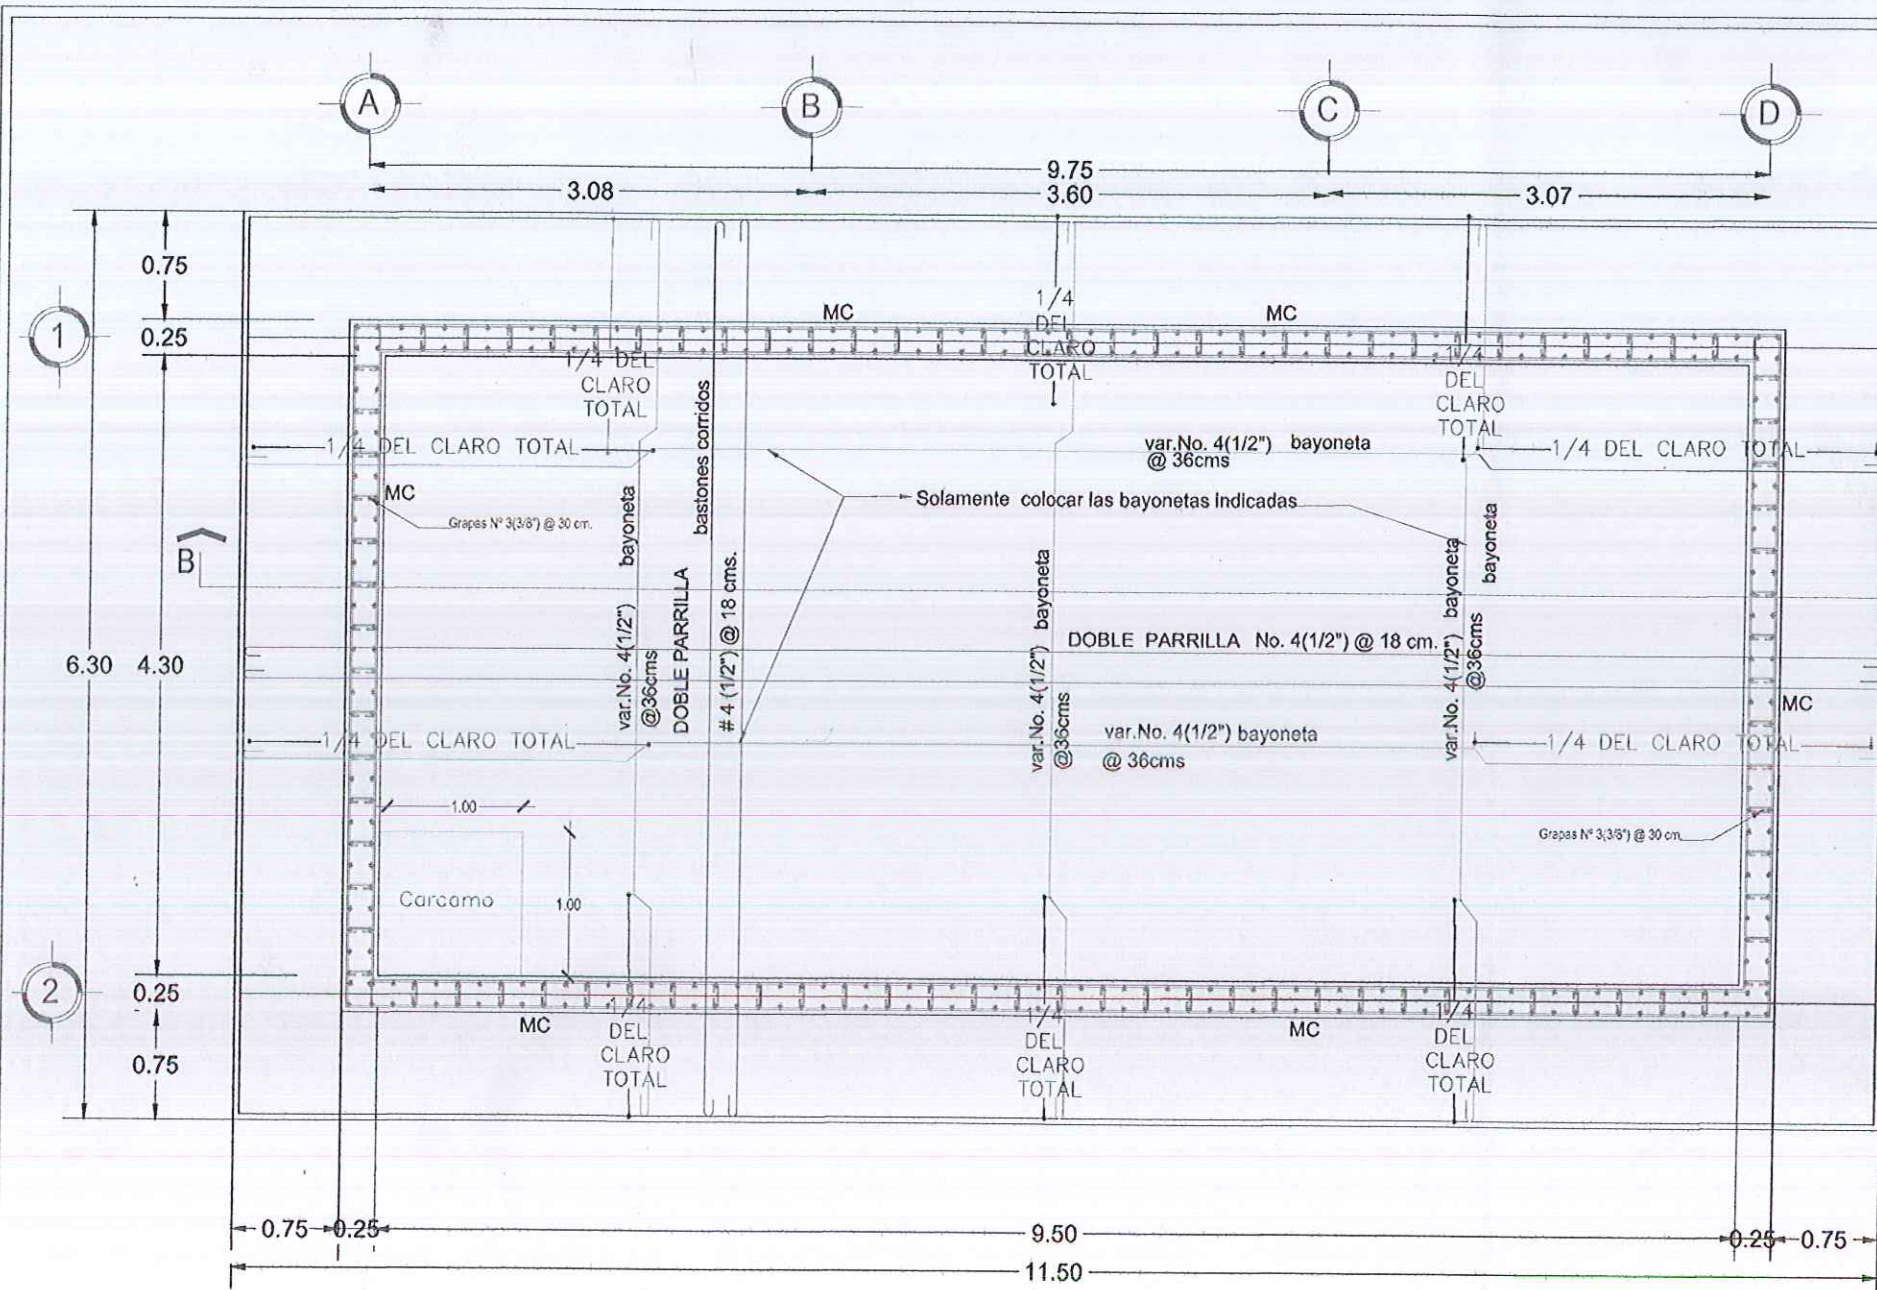 A
B
C
D
9.75
3.08
3.60
3.07
0.75
1
0.25
MC
MC
1/4
DEL
CLARO
TOTAL
1/4 DEL
CLARO
TOTAL
1/4
DEL
CLARO
TOTAL
1/4 DEL CLARO TOTAL
var.No. 4(1/2") bayoneta
@ 36cms
1/4 DEL CLARO TOTAL
MC
Solamente colocar las bayonetas indicadas
Grapas Nº 3(3/8") @ 30 cm.
B
bastones corridos
var.No. 4(1/2") bayoneta
@36cms
DOBLE PARRILLA
# 4 (1/2") @ 18 cms.
var.No. 4(1/2") bayoneta
@36cms
DOBLE PARRILLA No. 4(1/2") @ 18 cm.
var.No. 4(1/2") bayoneta
@36cms bayoneta
6.30
4.30
MC
var.No. 4(1/2") bayoneta
@ 36cms
1/4 DEL CLARO TOTAL
1/4 DEL CLARO TOTAL
1.00
Grapas Nº 3(3/8") @ 30 cm.
Carcamo
1.00
2
0.25
MC
1/4
DEL
CLARO
TOTAL
1/4
DEL
CLARO
TOTAL
MC
1/4
DEL
CLARO
TOTAL
0.75
0.75
0.25
9.50
0.25
0.75
11.50